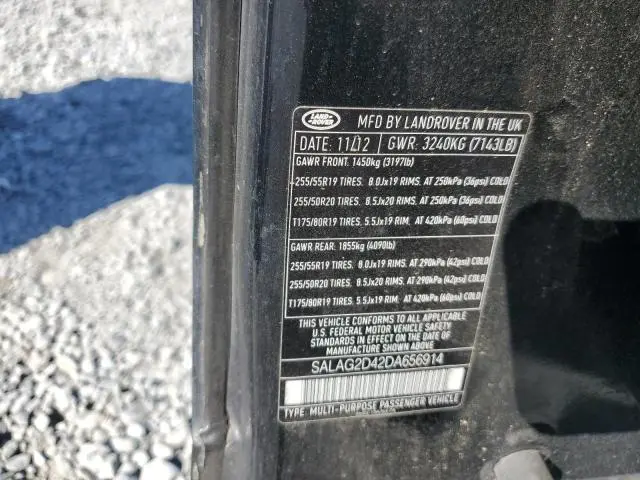 LAND ROVER
MFD BY LANDROVER IN THE UK
DATE: 11/12 GWR: 3240KG (7143LB)
GAWR FRONT: 1450kg (3197lb)
255/55R19 TIRES. 8.0Jx19 RIMS. AT 250kPa (36psi) COLD
255/50R20 TIRES. 8.5Jx20 RIMS. AT 250kPa (36psi) COLD
T175/80R19 TIRES. 5.5Jx19 RIM. AT 420kPa (60psi) COLD
GAWR REAR: 1855kg (4090lb)
255/55R19 TIRES. 8.0Jx19 RIMS. AT 290kPa (42psi) COLD
255/50R20 TIRES. 8.5Jx20 RIMS. AT 290kPa (42psi) COLD
T175/80R19 TIRES. 5.5Jx19 RIM. AT 420kPa (60psi) COLD
THIS VEHICLE CONFORMS TO ALL APPLICABLE
U.S. FEDERAL MOTOR VEHICLE SAFETY
STANDARDS IN EFFECT ON THE DATE OF
MANUFACTURE SHOWN ABOVE
SALAG2D42DA656914
TYPE: MULTI-PURPOSE PASSENGER VEHICLE